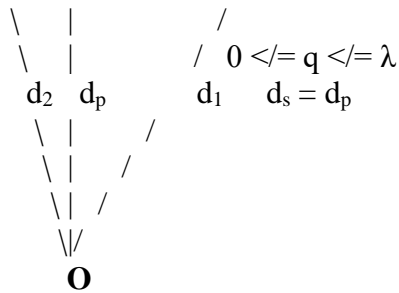 0 </= q </= λ
d₂ dₚ d₁ dₛ = dₚ
O